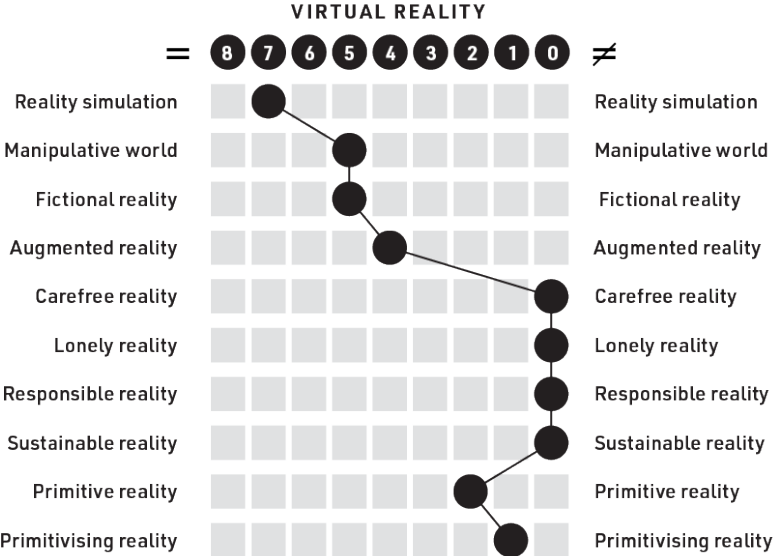 VIRTUAL REALITY
= 8 7 6 5 4 3 2 1 0 ≠
Reality simulation Reality simulation
Manipulative world Manipulative world
Fictional reality Fictional reality
Augmented reality Augmented reality
Carefree reality Carefree reality
Lonely reality Lonely reality
Responsible reality Responsible reality
Sustainable reality Sustainable reality
Primitive reality Primitive reality
Primitivising reality Primitivising reality